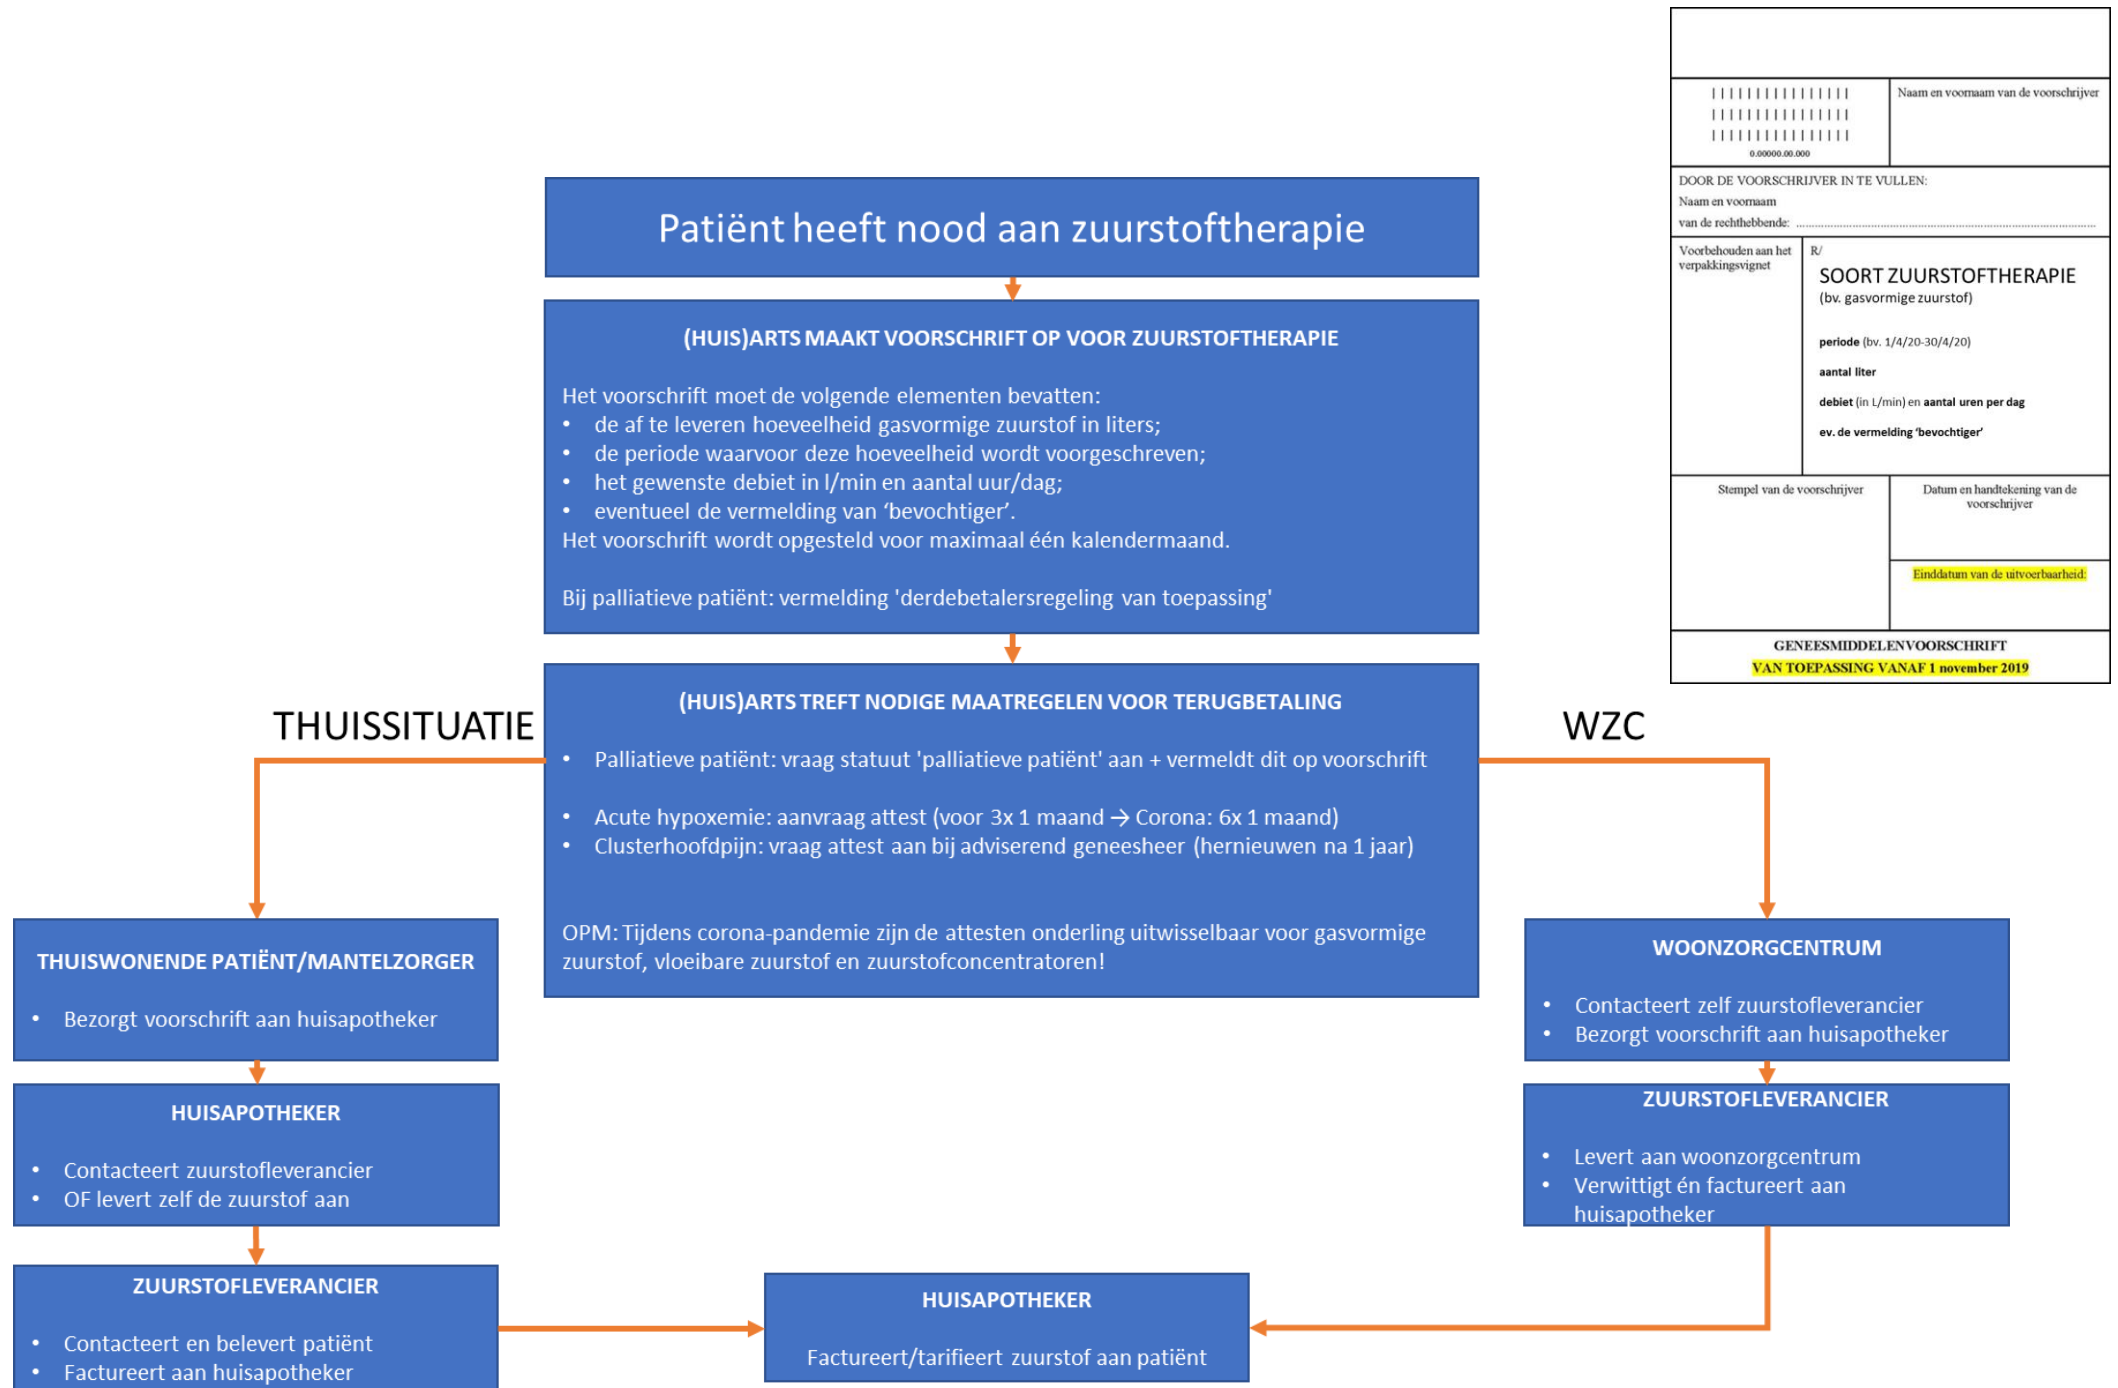 Naam en voornaam van de voorschrijver
0.00000.00.000
DOOR DE VOORSCHRIJVER IN TE VULLEN:
Naam en voornaam
van de rechthebbende: ........................................................................
Voorbehouden aan het
verpakkingsvignet
R/
SOORT ZUURSTOFTHERAPIE
(bv. gasvormige zuurstof)
periode (bv. 1/4/20-30/4/20)
aantal liter
debiet (in L/min) en aantal uren per dag
ev. de vermelding ‘bevochtiger’
Stempel van de voorschrijver
Datum en handtekening van de
voorschrijver
Einddatum van de uitvoerbaarheid:
GENEESMIDDELENVOORSCHRIFT
VAN TOEPASSING VANAF 1 november 2019
Patiënt heeft nood aan zuurstoftherapie
(HUIS)ARTS MAAKT VOORSCHRIFT OP VOOR ZUURSTOFTHERAPIE
Het voorschrift moet de volgende elementen bevatten:
• de af te leveren hoeveelheid gasvormige zuurstof in liters;
• de periode waarvoor deze hoeveelheid wordt voorgeschreven;
• het gewenste debiet in l/min en aantal uur/dag;
• eventueel de vermelding van ‘bevochtiger’.
Het voorschrift wordt opgesteld voor maximaal één kalendermaand.
Bij palliatieve patiënt: vermelding 'derdebetalersregeling van toepassing'
(HUIS)ARTS TREFT NODIGE MAATREGELEN VOOR TERUGBETALING
• Palliatieve patiënt: vraag statuut 'palliatieve patiënt' aan + vermeldt dit op voorschrift
• Acute hypoxemie: aanvraag attest (voor 3x 1 maand → Corona: 6x 1 maand)
• Clusterhoofdpijn: vraag attest aan bij adviserend geneesheer (hernieuwen na 1 jaar)
OPM: Tijdens corona-pandemie zijn de attesten onderling uitwisselbaar voor gasvormige
zuurstof, vloeibare zuurstof en zuurstofconcentratoren!
THUISSITUATIE
THUISWONENDE PATIËNT/MANTELZORGER
• Bezorgt voorschrift aan huisapotheker
HUISAPOTHEKER
• Contacteert zuurstofleverancier
• OF levert zelf de zuurstof aan
ZUURSTOFLEVERANCIER
• Contacteert en belevert patiënt
• Factureert aan huisapotheker
WZC
WOONZORGCENTRUM
• Contacteert zelf zuurstofleverancier
• Bezorgt voorschrift aan huisapotheker
ZUURSTOFLEVERANCIER
• Levert aan woonzorgcentrum
• Verwittigt én factureert aan
huisapotheker
HUISAPOTHEKER
Factureert/tarifieert zuurstof aan patiënt